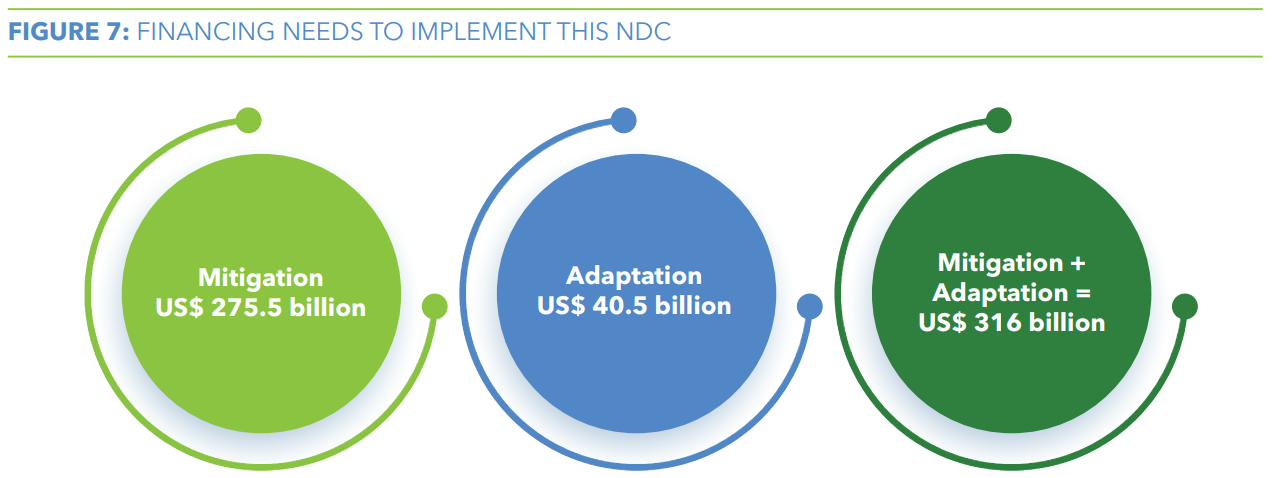 FIGURE 7: FINANCING NEEDS TO IMPLEMENT THIS NDC
Mitigation
US$ 275.5 billion
Adaptation
US$ 40.5 billion
Mitigation +
Adaptation =
US$ 316 billion